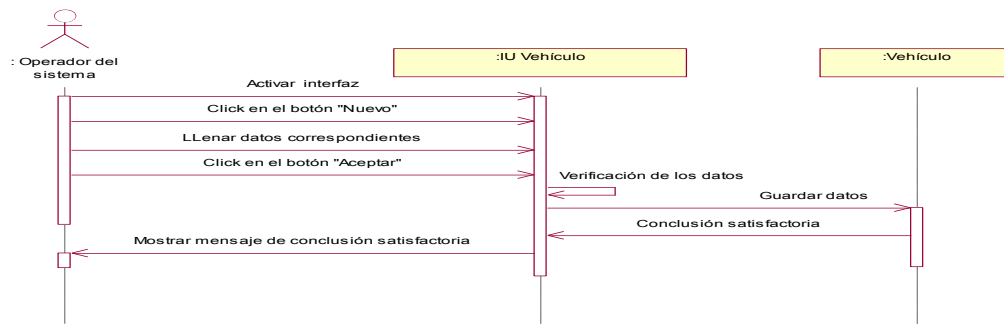 : Operador del
sistema
:IU Vehículo
:Vehículo
Activar interfaz
Click en el botón "Nuevo"
LLenar datos correspondientes
Click en el botón "Aceptar"
Verificación de los datos
Guardar datos
Conclusión satisfactoria
Mostrar mensaje de conclusión satisfactoria